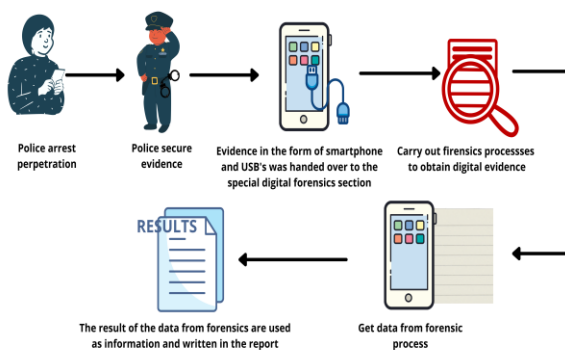 Police arrest
perpetration
Police secure
evidence
Evidence in the form of smartphone
and USB's was handed over to the
special digital forensics section
Carry out firensics processses
to obtain digital evidence
RESULTS
The result of the data from forensics are used
as information and written in the report
Get data from forensic
process